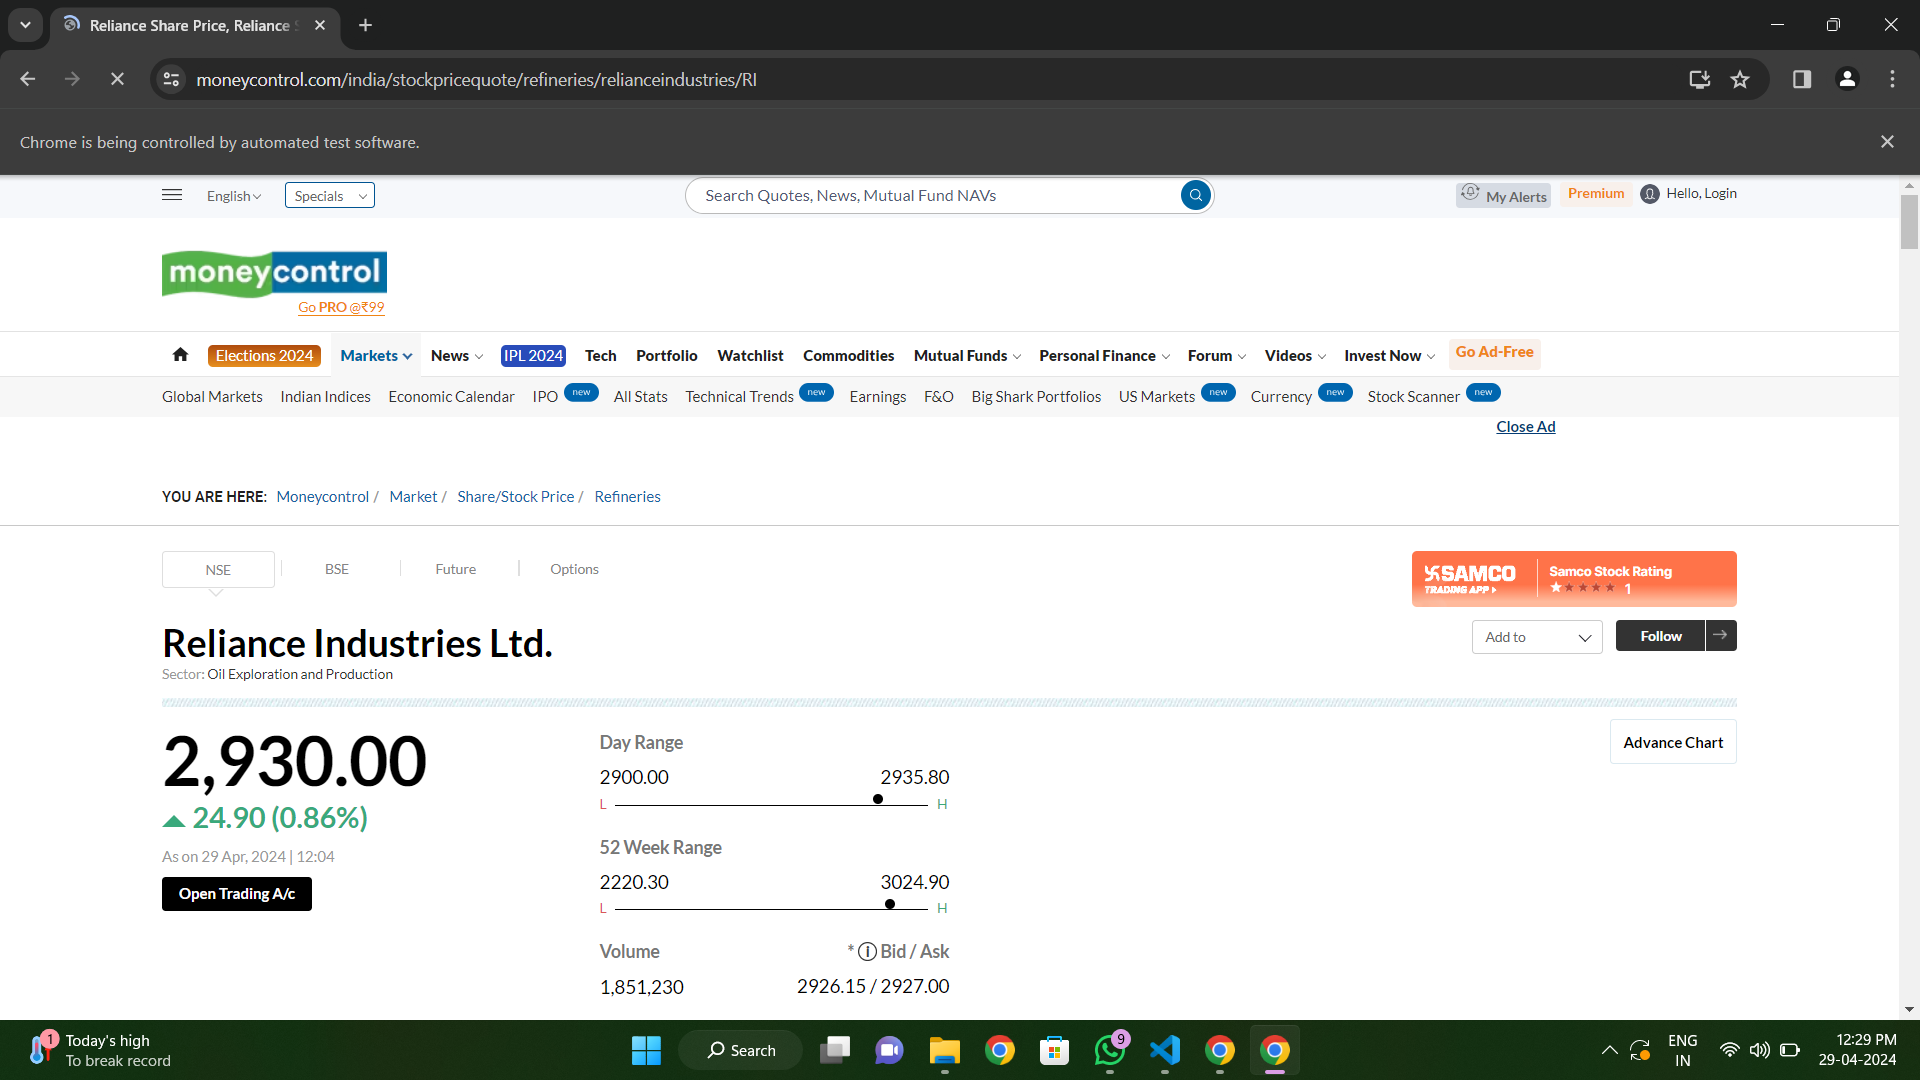 Reliance Share Price, Reliance
moneycontrol.com/india/stockpricequote/refineries/relianceindustries/RI
Chrome is being controlled by automated test software.
English
Specials
Search Quotes, News, Mutual Fund NAVs
My Alerts
Premium
Hello, Login
moneycontrol
Go PRO @₹99
Elections 2024 Markets News IPL 2024 Tech Portfolio Watchlist Commodities Mutual Funds Personal Finance Forum Videos Invest Now Go Ad-Free
Global Markets Indian Indices Economic Calendar IPO new All Stats Technical Trends new Earnings F&O Big Shark Portfolios US Markets new Currency new Stock Scanner new
Close Ad
YOU ARE HERE: Moneycontrol / Market / Share/Stock Price / Refineries
NSE BSE Future Options
SAMCO
TRADING APP
Samco Stock Rating
1
Reliance Industries Ltd.
Add to
Follow
Sector: Oil Exploration and Production
2,930.00
24.90 (0.86%)
As on 29 Apr, 2024 | 12:04
Open Trading A/c
Day Range
2900.00 2935.80
L H
52 Week Range
2220.30 3024.90
L H
Volume * i Bid / Ask
1,851,230 2926.15 / 2927.00
Advance Chart
1
Today's high
To break record
Search
9
ENG
IN
12:29 PM
29-04-2024